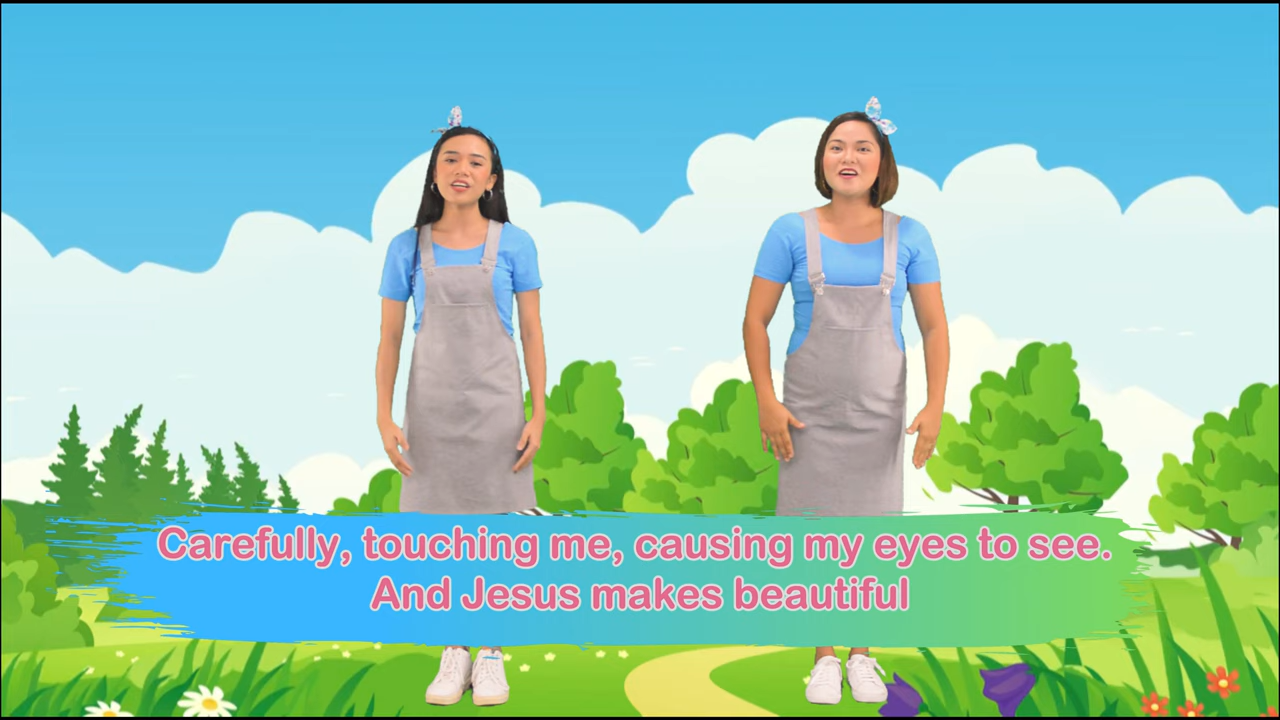 Carefully, touching me, causing my eyes to see.
And Jesus makes beautiful